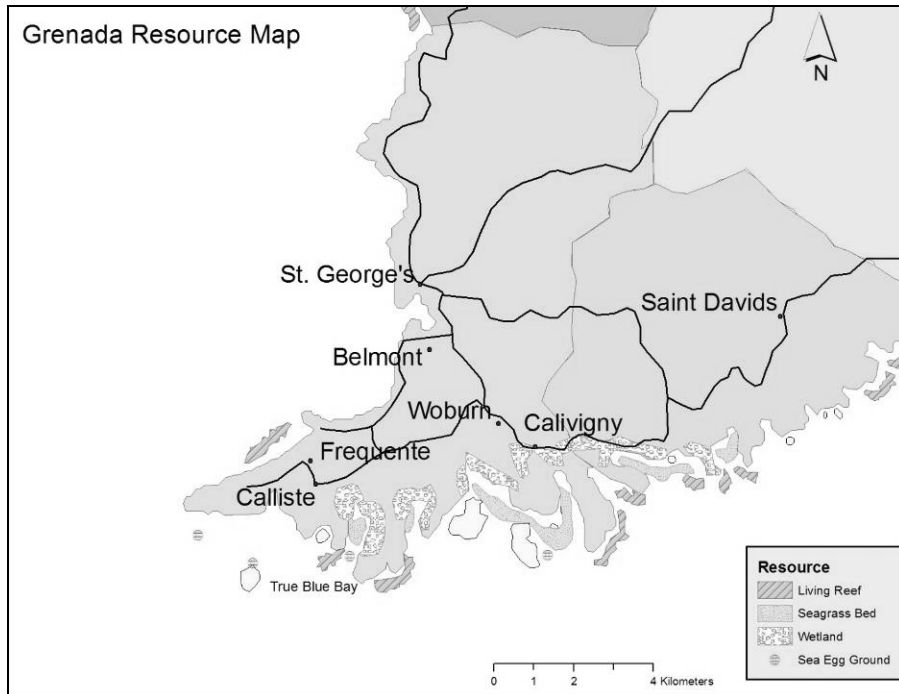 Grenada Resource Map
N
St. George's
Saint Davids
Belmont
Woburn
Calivigny
Frequente
Calliste
True Blue Bay
Resource
Living Reef
Seagrass Bed
Wetland
Sea Egg Ground
0 1 2 4 Kilometers